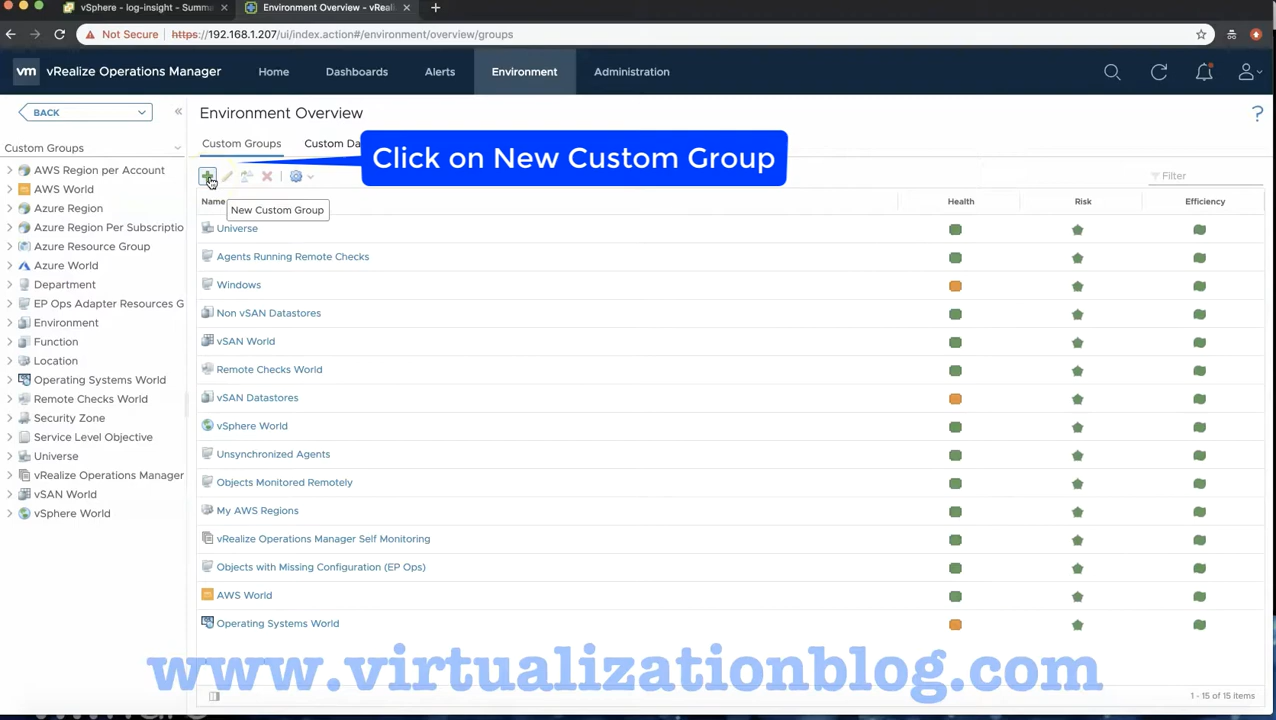 vSphere - log-insight - Summa
Environment Overview - vReali
Not Secure https://192.168.1.207/ui/index.action#/environment/overview/groups
vm vRealize Operations Manager Home Dashboards Alerts Environment Administration
BACK
Environment Overview
?
Custom Groups
Custom Groups
Custom Da
Click on New Custom Group
Filter
New Custom Group
AWS Region per Account
AWS World
Azure Region
Azure Region Per Subscriptio
Azure Resource Group
Azure World
Department
EP Ops Adapter Resources G
Environment
Function
Location
Operating Systems World
Remote Checks World
Security Zone
Service Level Objective
Universe
vRealize Operations Manager
vSAN World
vSphere World
Name Health Risk Efficiency
Universe
Agents Running Remote Checks
Windows
Non vSAN Datastores
vSAN World
Remote Checks World
vSAN Datastores
vSphere World
Unsynchronized Agents
Objects Monitored Remotely
My AWS Regions
vRealize Operations Manager Self Monitoring
Objects with Missing Configuration (EP Ops)
AWS World
Operating Systems World
www.virtualizationblog.com
1 - 15 of 15 items